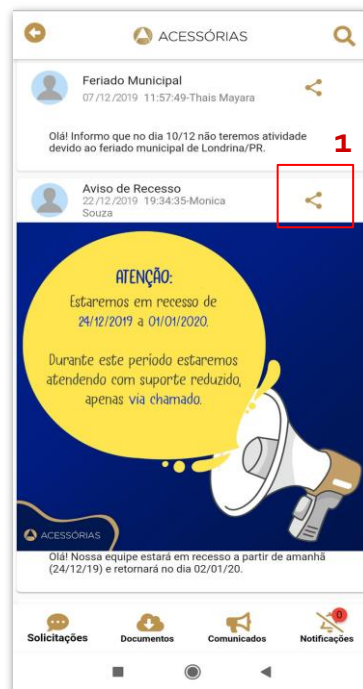 ACESSÓRIAS
Feriado Municipal
07/12/2019 11:57:49-Thais Mayara
Olá! Informo que no dia 10/12 não teremos atividade
devido ao feriado municipal de Londrina/PR.
1
Aviso de Recesso
22/12/2019 19:34:35-Monica
Souza
ATENÇÃO:
Estaremos em recesso de
24/12/2019 a 01/01/2020.
Durante este período estaremos
atendendo com suporte reduzido,
apenas via chamado.
ACESSÓRIAS
Olá! Nossa equipe estará em recesso a partir de amanhã
(24/12/19) e retornará no dia 02/01/20.
0
Solicitações Documentos Comunicados Notificações